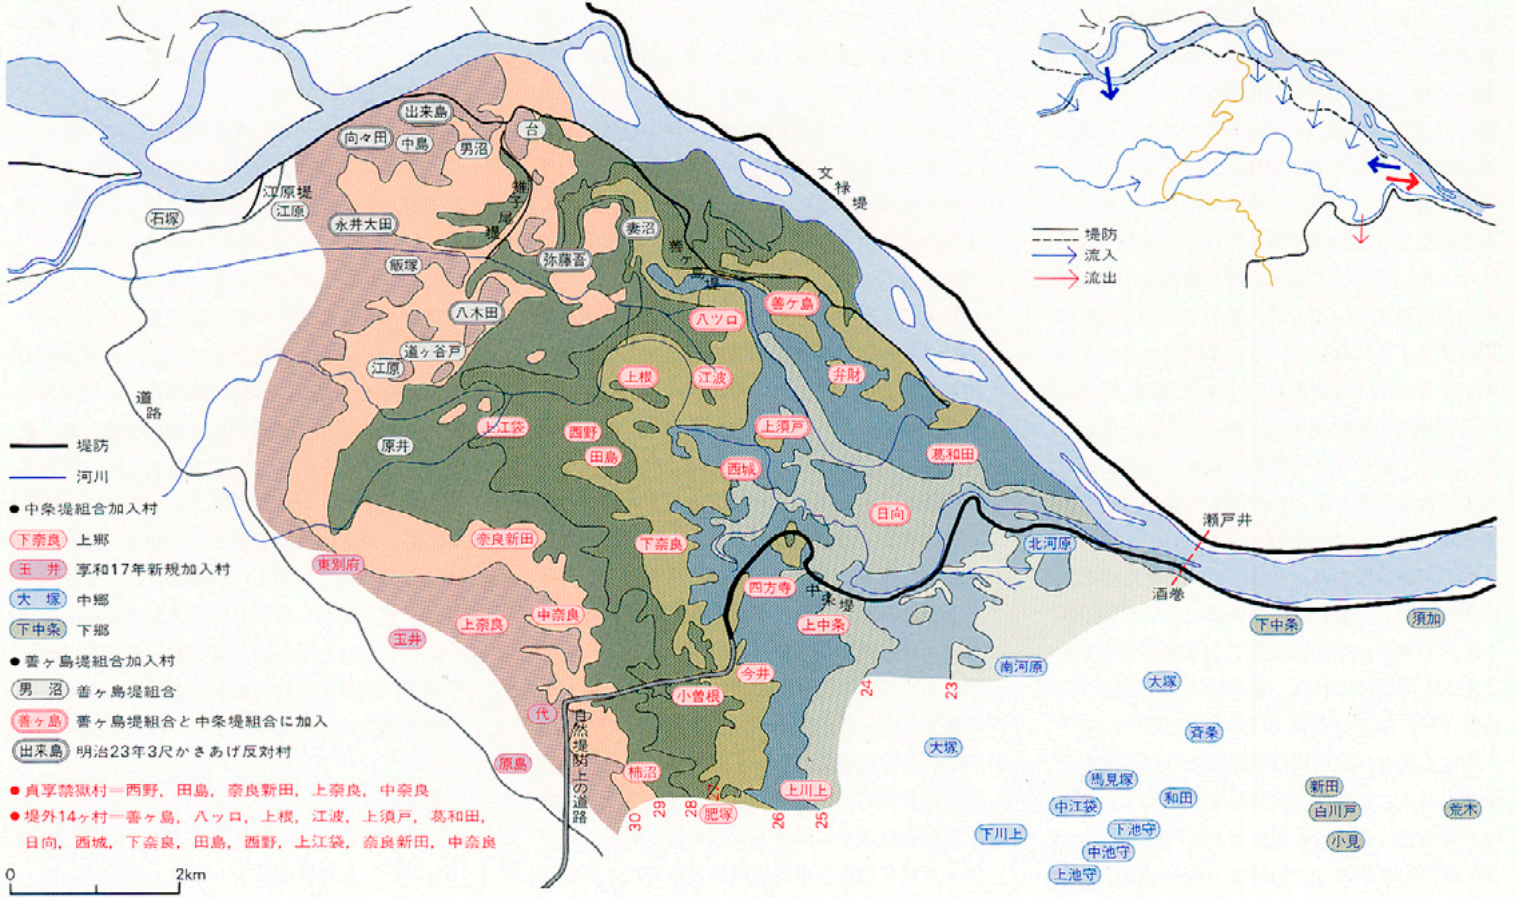 出来島
向々田
中島
男沼
台
江原堤
江原
石塚
永井大田
雉子尾堤
妻沼
善ヶ島堤
文禄堤
飯塚
弥藤吾
八木田
八ツロ
善ケ島
道ヶ谷戸
江原
上根
江波
弁財
道路
原井
上江袋
西野
田島
上須戸
西城
葛和田
日向
奈良新田
下奈良
東別府
四方寺
中条堤
北河原
瀬戸井
酒巻
上奈良
中奈良
上中条
玉井
今井
小曽根
南河原
24
23
代
自然堤防上の道路
原島
柿沼
肥塚
上川上
30
29
28
27
26
25
下中条
須加
大塚
斉条
大塚
馬見塚
和田
中江袋
下池守
下川上
中池守
上池守
新田
白川戸
小見
荒木
堤防
流入
流出
堤防
河川
●中条堤組合加入村
下奈良 上郷
玉井 享和17年新規加入村
大塚 中郷
下中条 下郷
●善ヶ島堤組合加入村
男沼 善ヶ島堤組合
善ヶ島 善ヶ島堤組合と中条堤組合に加入
出来島 明治23年3尺かさあげ反対村
●貞享禁獄村＝西野，田島，奈良新田，上奈良，中奈良
●堤外14ヶ村＝善ヶ島，八ッロ，上根，江波，上須戸，葛和田，
日向，西城，下奈良，田島，西野，上江袋，奈良新田，中奈良
0 2km